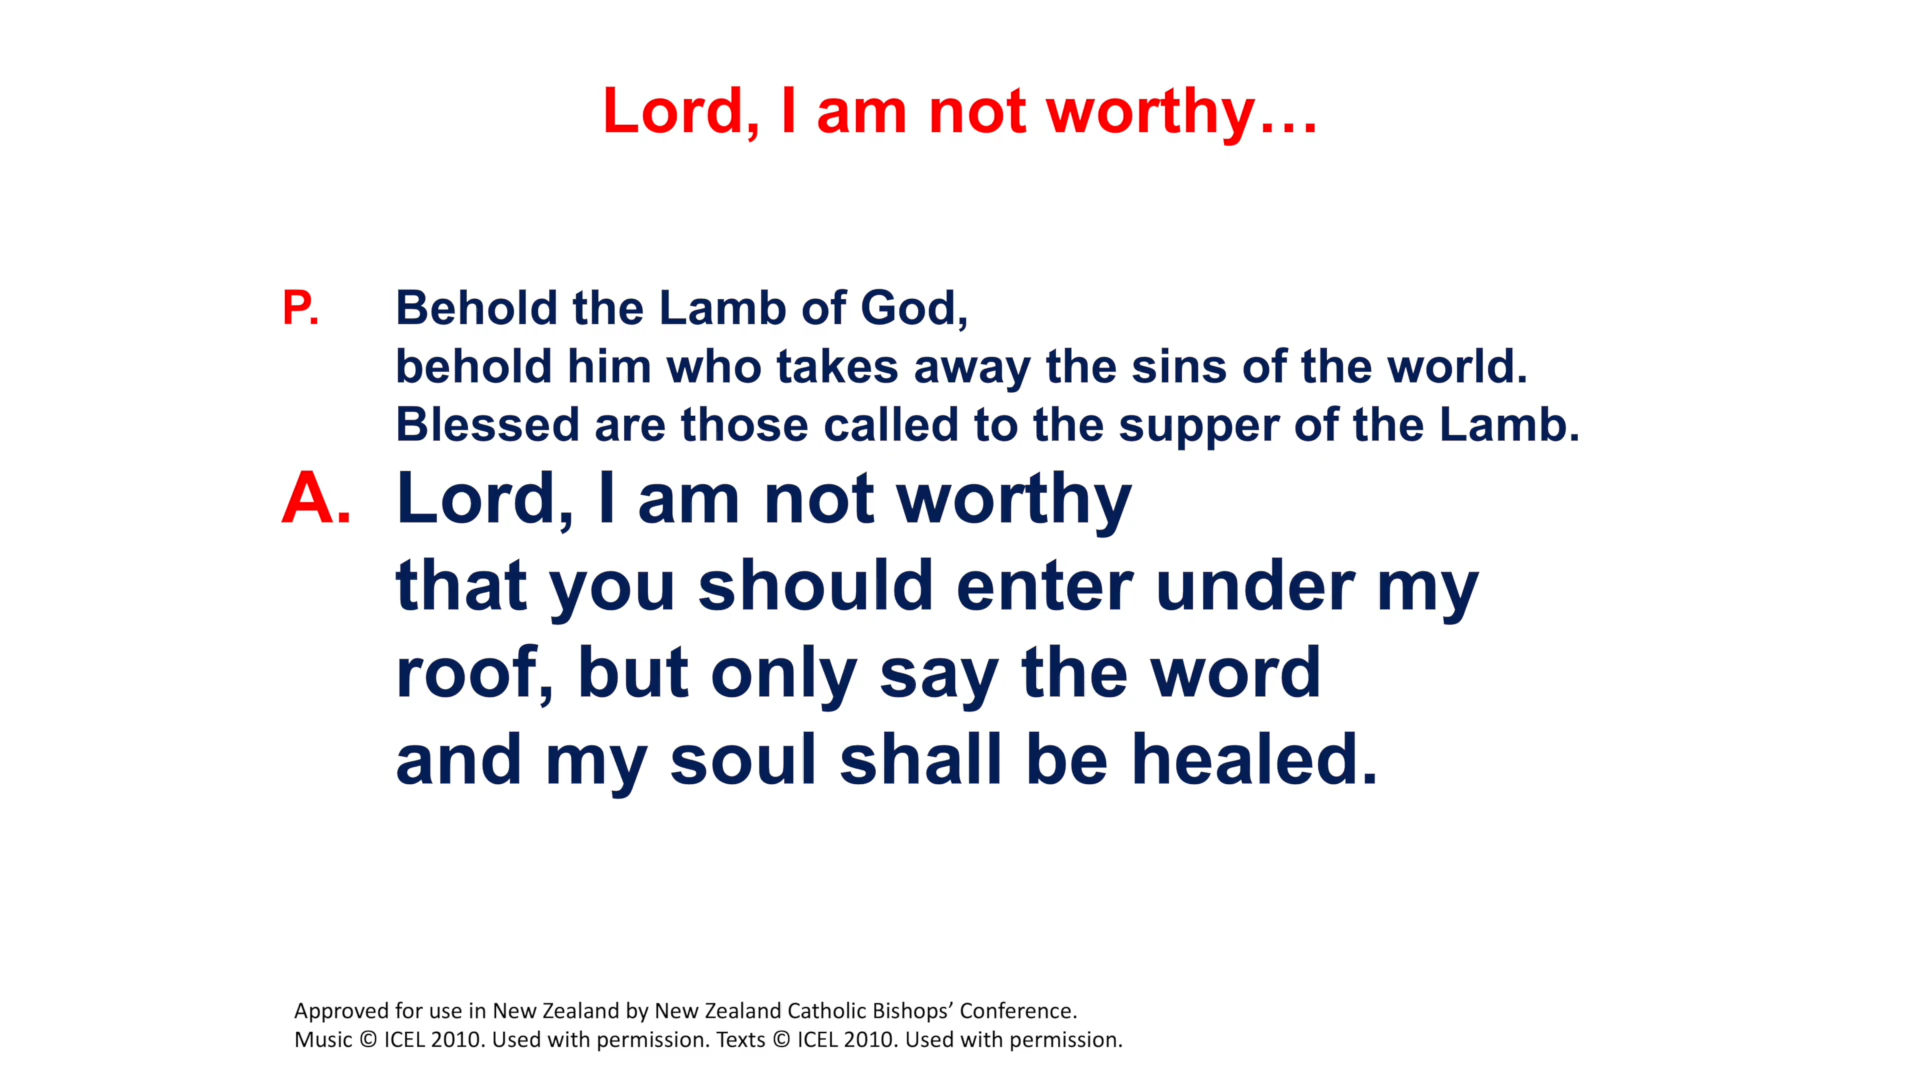 Lord, I am not worthy…
P. Behold the Lamb of God,
behold him who takes away the sins of the world.
Blessed are those called to the supper of the Lamb.
A. Lord, I am not worthy
that you should enter under my
roof, but only say the word
and my soul shall be healed.
Approved for use in New Zealand by New Zealand Catholic Bishops’ Conference.
Music © ICEL 2010. Used with permission. Texts © ICEL 2010. Used with permission.